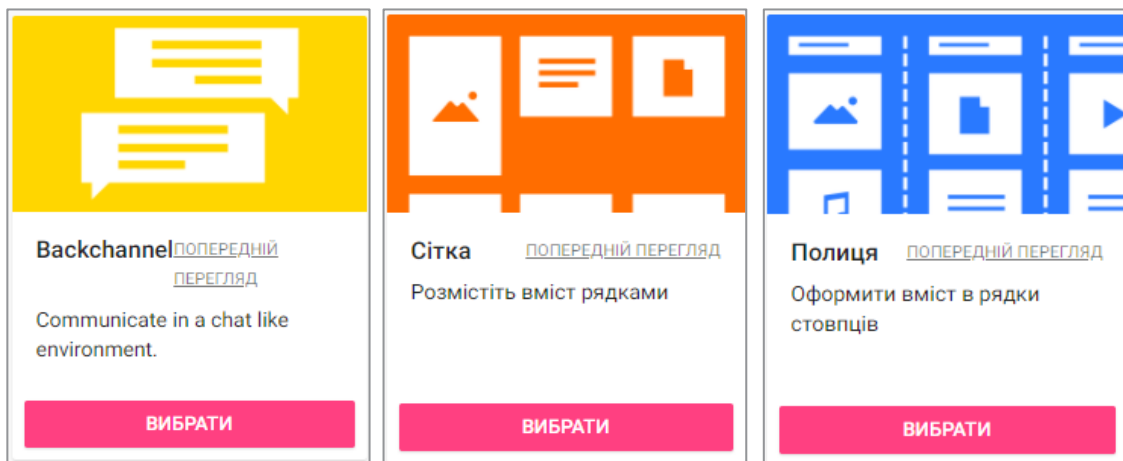 Backchannel ПОПЕРЕДНІЙ
ПЕРЕГЛЯД
Communicate in a chat like
environment.
ВИБРАТИ
Сітка ПОПЕРЕДНІЙ ПЕРЕГЛЯД
Розмістіть вміст рядками
ВИБРАТИ
Полиця ПОПЕРЕДНІЙ ПЕРЕГЛЯД
Оформити вміст в рядки
стовпців
ВИБРАТИ